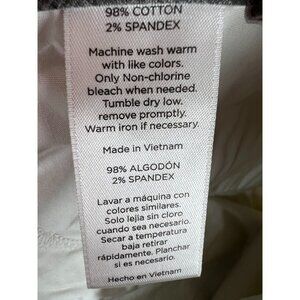 98% COTTON
2% SPANDEX
Machine wash warm
with like colors.
Only Non-chlorine
bleach when needed.
Tumble dry low.
remove promptly.
Warm iron if necessary.
Made in Vietnam
98% ALGODÓN
2% SPANDEX
Lavar a máquina con
colores similares.
Solo lejia sin cloro
cuando sea necesario.
Secar a temperatura
baja retirar
rápidamente. Planchar
si es necesario.
Hecho en Vietnam